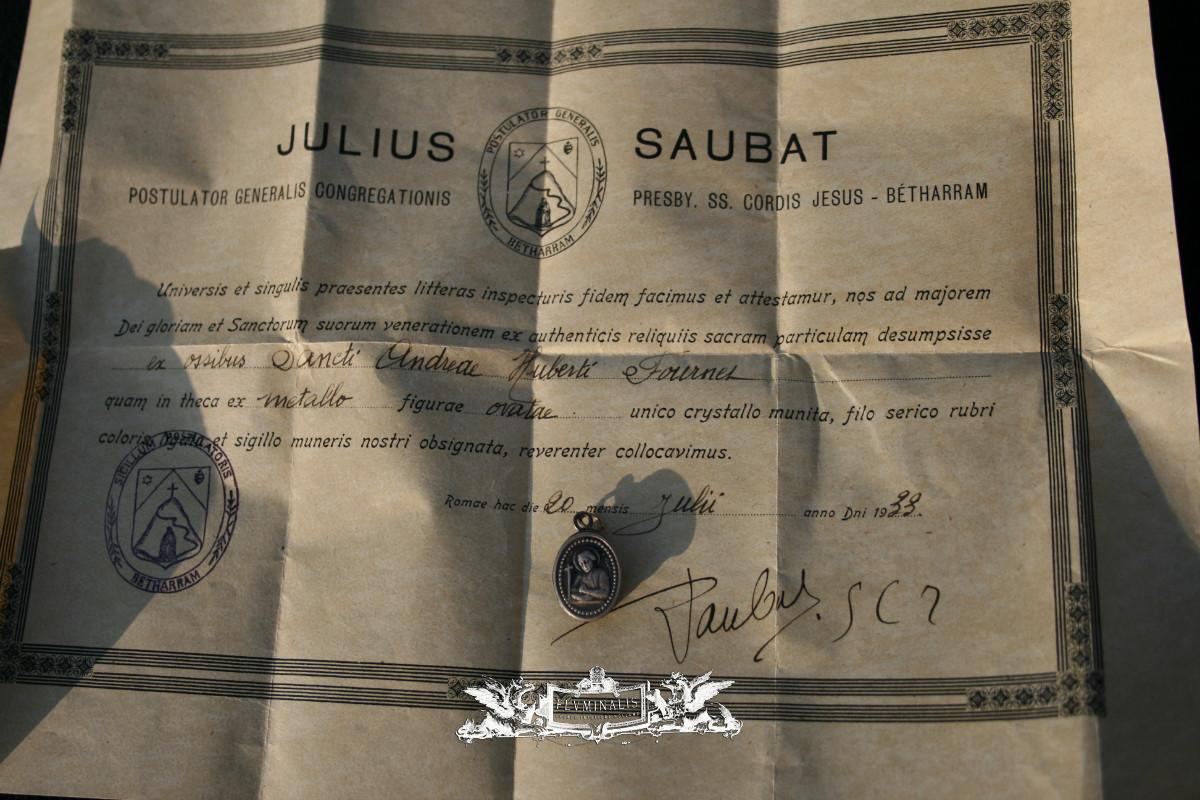 JULIUS SAUBAT
POSTULATOR GENERALIS BÉTHARRAM
POSTULATOR GENERALIS CONGREGATIONIS PRESBY. SS. CORDIS JESUS - BÉTHARRAM
Universis et singulis praesentes litteras inspecturis fidem facimus et attestamur, nos ad majorem
Dei gloriam et Sanctorum suorum venerationem ex authenticis reliquiis sacram particulam desumpsisse
ex ossibus Sancti Andreae Huberti Fournet
quam in theca ex metallo figurae ovatae unico crystallo munita, filo serico rubri
coloris ligata et sigillo muneris nostri obsignata, reverenter collocavimus.
SIGILLUM POSTULATORIS BÉTHARRAM
Romae hac die 20 mensis Julii anno Dni 1933.
Saubat. SCJ
FLVMINALIS